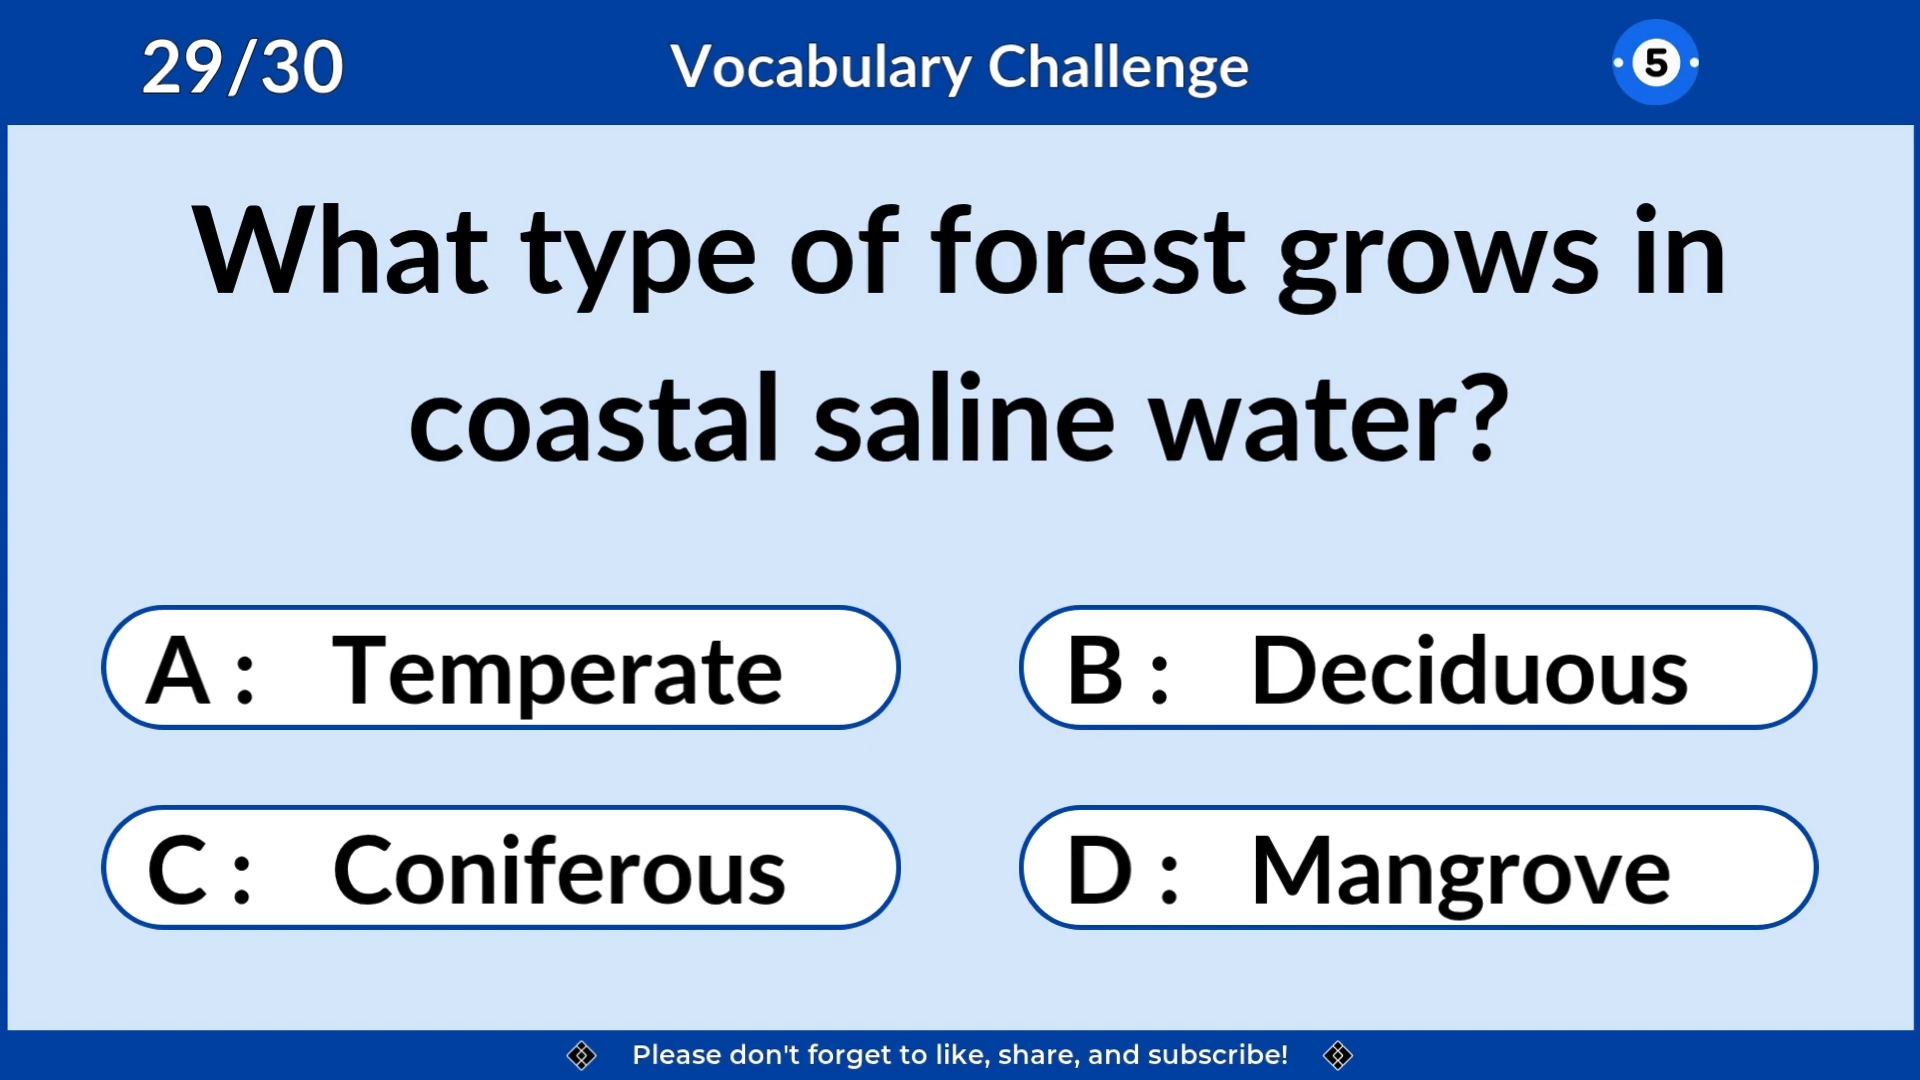 29/30
Vocabulary Challenge
5
What type of forest grows in
coastal saline water?
A : Temperate
B : Deciduous
C : Coniferous
D : Mangrove
Please don't forget to like, share, and subscribe!